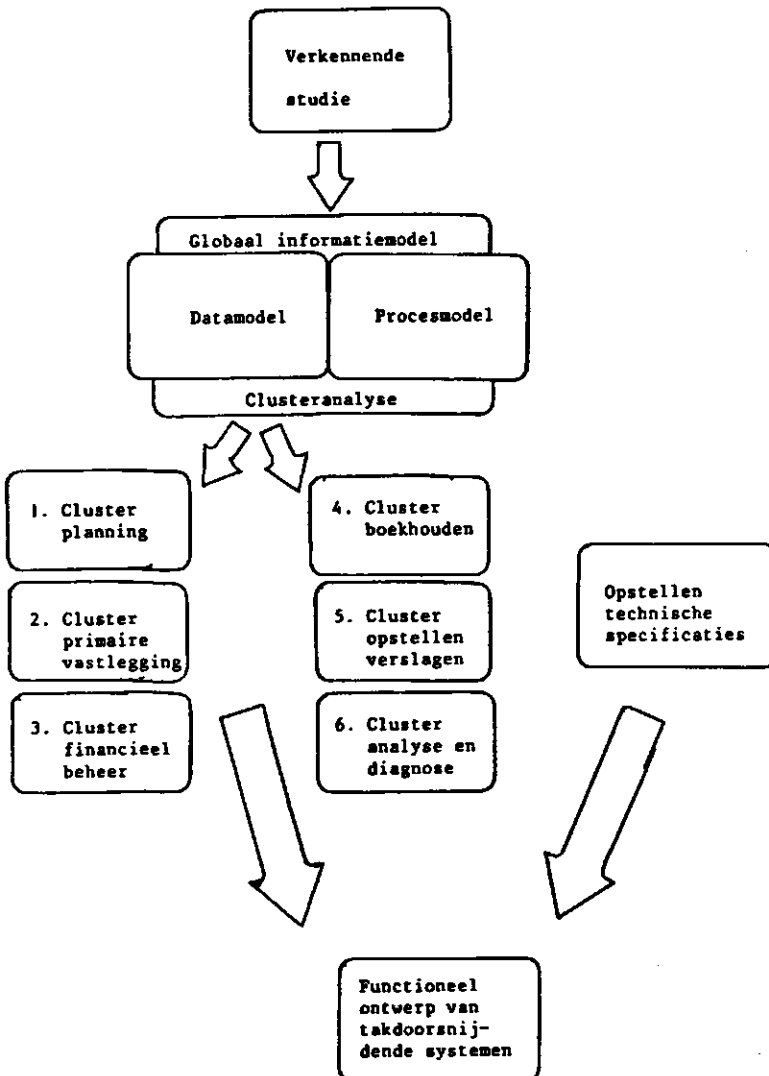 Verkennende
studie
Globaal informatiemodel
Datamodel
Procesmodel
Clusteranalyse
1. Cluster
planning
2. Cluster
primaire
vastlegging
3. Cluster
financieel
beheer
4. Cluster
boekhouden
5. Cluster
opstellen
verslagen
6. Cluster
analyse en
diagnose
Opstellen
technische
specificaties
Functioneel
ontwerp van
takdoorsnij-
dende systemen